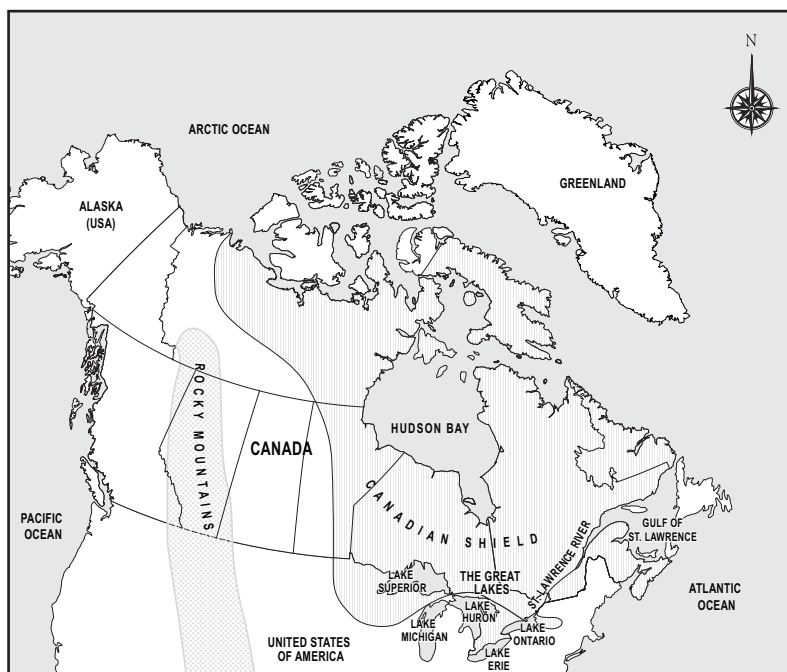 N
ARCTIC OCEAN
GREENLAND
ALASKA
(USA)
ROCKY MOUNTAINS
CANADA
HUDSON BAY
CANADIAN SHIELD
PACIFIC
OCEAN
GULF OF
ST. LAWRENCE
ST. LAWRENCE RIVER
ATLANTIC
OCEAN
LAKE
SUPERIOR
THE GREAT
LAKES
LAKE
HURON
LAKE
MICHIGAN
LAKE
ONTARIO
LAKE
ERIE
UNITED STATES
OF AMERICA